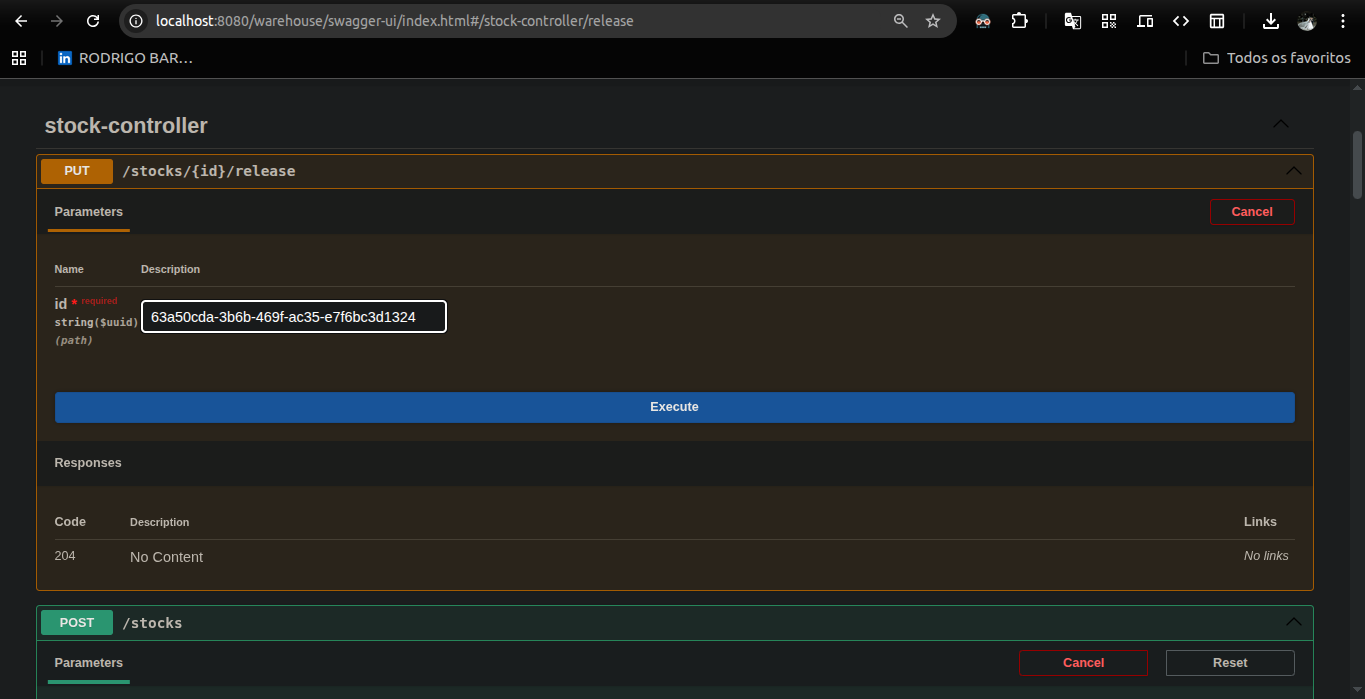 localhost:8080/warehouse/swagger-ui/index.html#/stock-controller/release
in RODRIGO BAR...
Todos os favoritos
stock-controller
PUT /stocks/{id}/release
Parameters
Cancel
Name Description
id * required
string($uuid)
(path)
63a50cda-3b6b-469f-ac35-e7f6bc3d1324
Execute
Responses
Code Description Links
204 No Content No links
POST /stocks
Parameters
Cancel Reset